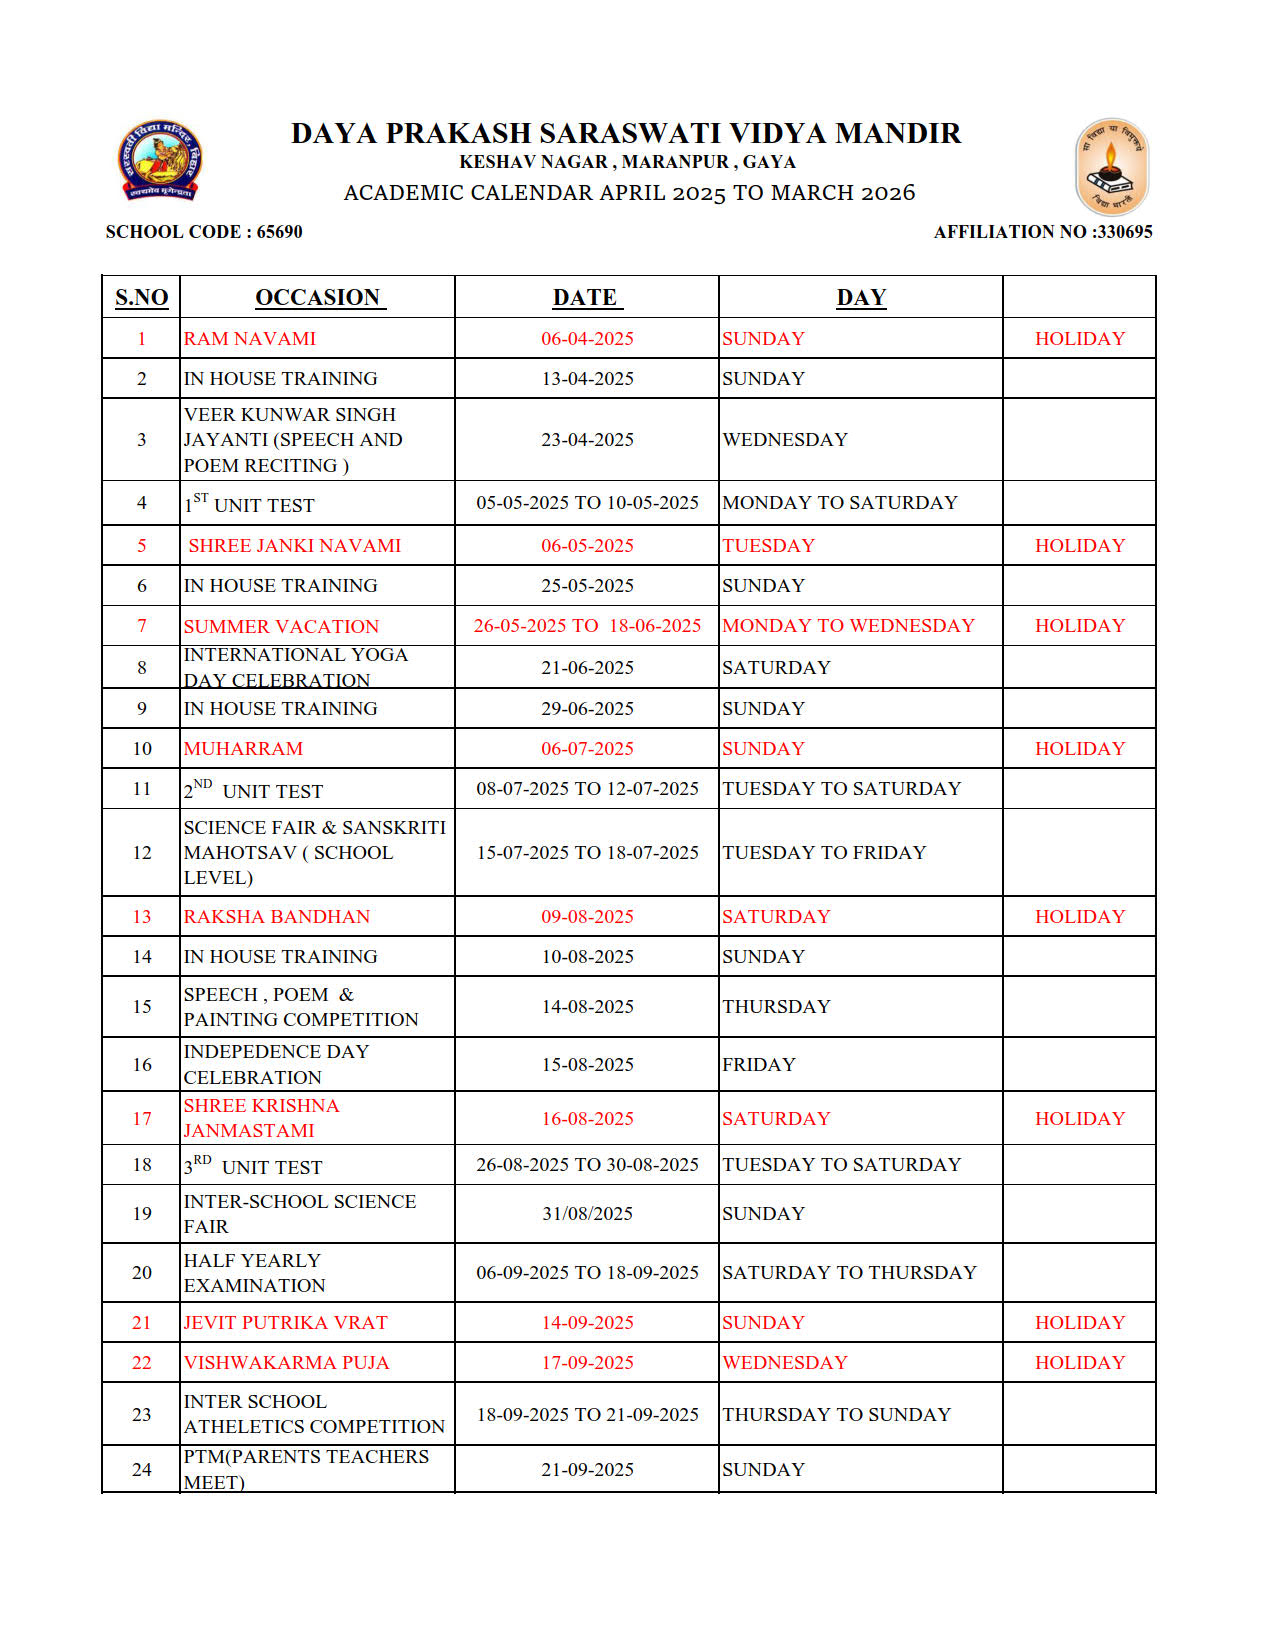 सरस्वती विद्या मन्दिर, बिहार
DAYA PRAKASH SARASWATI VIDYA MANDIR
सा विद्या या विमुक्तये
KESHAV NAGAR , MARANPUR , GAYA
ACADEMIC CALENDAR APRIL 2025 TO MARCH 2026
स्वयमेव मृगेन्द्रता
विद्या भारती
SCHOOL CODE : 65690 AFFILIATION NO :330695
S.NO OCCASION DATE DAY
1 RAM NAVAMI 06-04-2025 SUNDAY HOLIDAY
2 IN HOUSE TRAINING 13-04-2025 SUNDAY
VEER KUNWAR SINGH
3 JAYANTI (SPEECH AND 23-04-2025 WEDNESDAY
POEM RECITING )
4 1ST UNIT TEST 05-05-2025 TO 10-05-2025 MONDAY TO SATURDAY
5 SHREE JANKI NAVAMI 06-05-2025 TUESDAY HOLIDAY
6 IN HOUSE TRAINING 25-05-2025 SUNDAY
7 SUMMER VACATION 26-05-2025 TO 18-06-2025 MONDAY TO WEDNESDAY HOLIDAY
INTERNATIONAL YOGA
8 DAY CELEBRATION 21-06-2025 SATURDAY
9 IN HOUSE TRAINING 29-06-2025 SUNDAY
10 MUHARRAM 06-07-2025 SUNDAY HOLIDAY
11 2ND UNIT TEST 08-07-2025 TO 12-07-2025 TUESDAY TO SATURDAY
SCIENCE FAIR & SANSKRITI
12 MAHOTSAV ( SCHOOL 15-07-2025 TO 18-07-2025 TUESDAY TO FRIDAY
LEVEL)
13 RAKSHA BANDHAN 09-08-2025 SATURDAY HOLIDAY
14 IN HOUSE TRAINING 10-08-2025 SUNDAY
SPEECH , POEM &
15 PAINTING COMPETITION 14-08-2025 THURSDAY
INDEPEDENCE DAY
16 CELEBRATION 15-08-2025 FRIDAY
SHREE KRISHNA
17 JANMASTAMI 16-08-2025 SATURDAY HOLIDAY
18 3RD UNIT TEST 26-08-2025 TO 30-08-2025 TUESDAY TO SATURDAY
INTER-SCHOOL SCIENCE
19 FAIR 31/08/2025 SUNDAY
HALF YEARLY
20 EXAMINATION 06-09-2025 TO 18-09-2025 SATURDAY TO THURSDAY
21 JEVIT PUTRIKA VRAT 14-09-2025 SUNDAY HOLIDAY
22 VISHWAKARMA PUJA 17-09-2025 WEDNESDAY HOLIDAY
INTER SCHOOL
23 ATHELETICS COMPETITION 18-09-2025 TO 21-09-2025 THURSDAY TO SUNDAY
PTM(PARENTS TEACHERS
24 MEET) 21-09-2025 SUNDAY